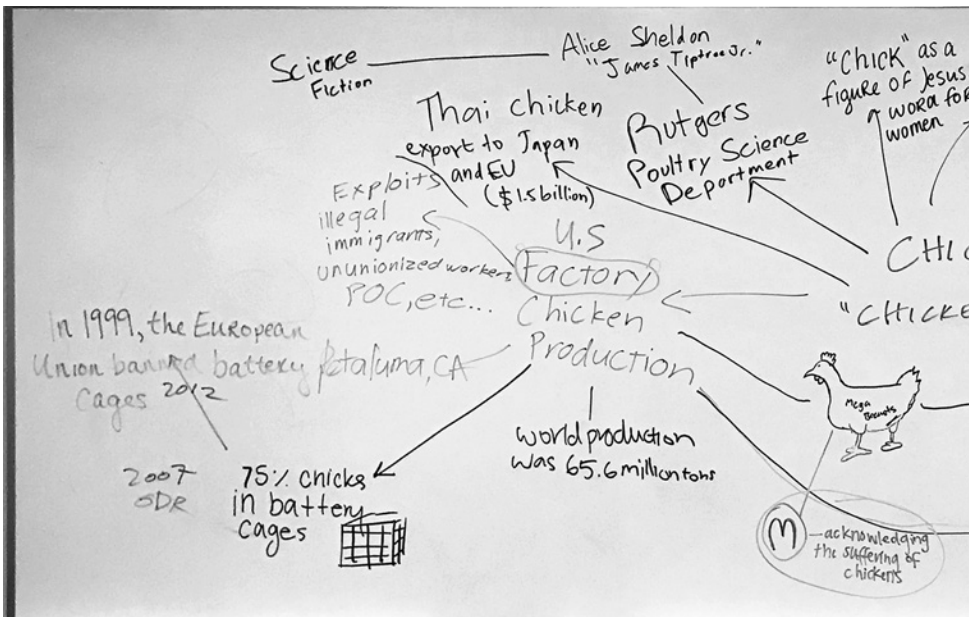 Science
Fiction
Alice Sheldon
"James Tiptree Jr."
"CHICK" as a
figure of Jesus
word for
women
Thai chicken
export to Japan
and EU
($1.5 billion)
Rutgers
Poultry Science
Department
Exploits
illegal
immigrants,
ununionized workers
POC, etc...
U.S
Factory
Chicken
Production
CHIC
"CHICKE
In 1999, the European
Union banned battery
Cages 2012
Petaluma, CA
Mega
world production
was 65.6 million tons
2007
75% chicks
in battery
cages
M
acknowledging
the suffering of
chickens